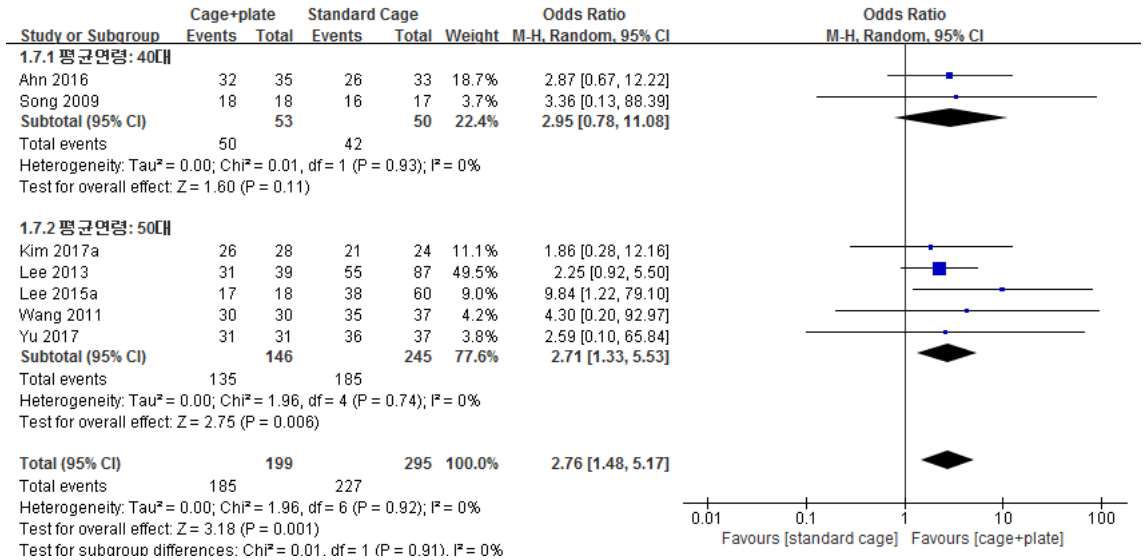 Cage+plate Standard Cage Odds Ratio Odds Ratio
Study or Subgroup Events Total Events Total Weight M-H, Random, 95% CI M-H, Random, 95% CI
1.7.1 평균연령: 40대
Ahn 2016 32 35 26 33 18.7% 2.87 [0.67, 12.22]
Song 2009 18 18 16 17 3.7% 3.36 [0.13, 88.39]
Subtotal (95% CI) 53 50 22.4% 2.95 [0.78, 11.08]
Total events 50 42
Heterogeneity: Tau² = 0.00; Chi² = 0.01, df = 1 (P = 0.93); I² = 0%
Test for overall effect: Z = 1.60 (P = 0.11)
1.7.2 평균연령: 50대
Kim 2017a 26 28 21 24 11.1% 1.86 [0.28, 12.16]
Lee 2013 31 39 55 87 49.5% 2.25 [0.92, 5.50]
Lee 2015a 17 18 38 60 9.0% 9.84 [1.22, 79.10]
Wang 2011 30 30 35 37 4.2% 4.30 [0.20, 92.97]
Yu 2017 31 31 36 37 3.8% 2.59 [0.10, 65.84]
Subtotal (95% CI) 146 245 77.6% 2.71 [1.33, 5.53]
Total events 135 185
Heterogeneity: Tau² = 0.00; Chi² = 1.96, df = 4 (P = 0.74); I² = 0%
Test for overall effect: Z = 2.75 (P = 0.006)
Total (95% CI) 199 295 100.0% 2.76 [1.48, 5.17]
Total events 185 227
Heterogeneity: Tau² = 0.00; Chi² = 1.96, df = 6 (P = 0.92); I² = 0%
Test for overall effect: Z = 3.18 (P = 0.001)
Test for subgroup differences: Chi² = 0.01, df = 1 (P = 0.91), I² = 0%
0.01 0.1 1 10 100
Favours [standard cage] Favours [cage+plate]